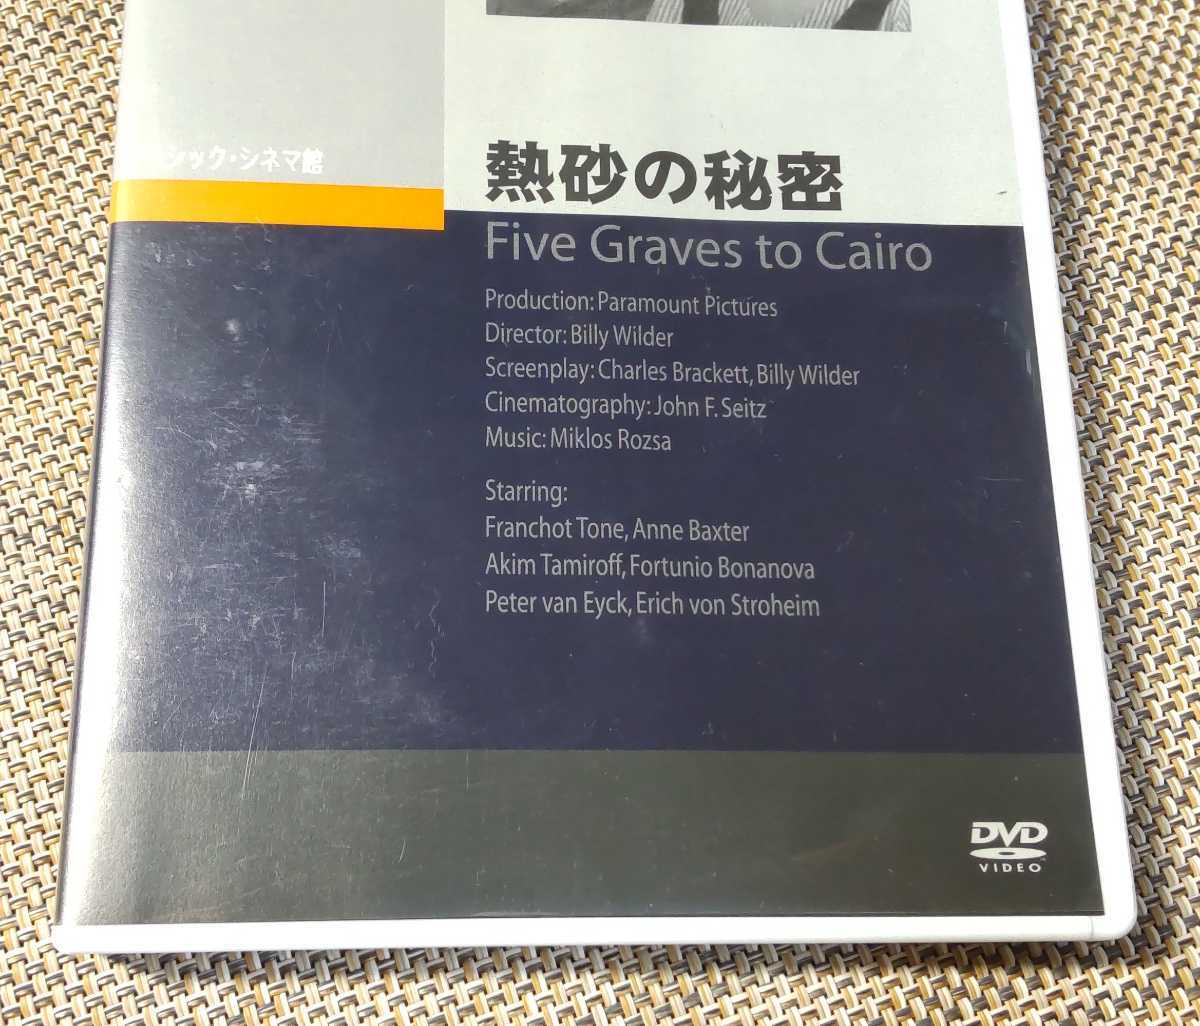 シック・シネマ館
熱砂の秘密
Five Graves to Cairo
Production: Paramount Pictures
Director: Billy Wilder
Screenplay: Charles Brackett, Billy Wilder
Cinematography: John F. Seitz
Music: Miklos Rozsa
Starring:
Franchot Tone, Anne Baxter
Akim Tamiroff, Fortunio Bonanova
Peter van Eyck, Erich von Stroheim
DVD
VIDEO